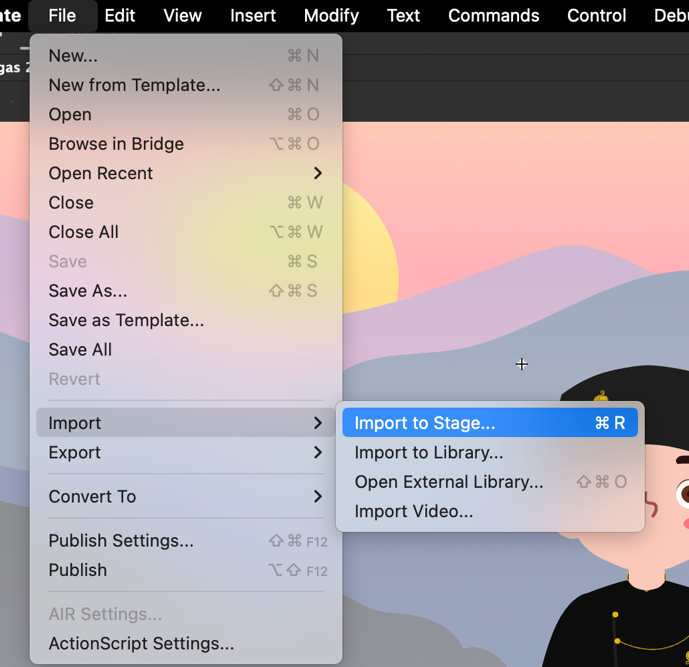 te File Edit View Insert Modify Text Commands Control Debu
gas 2
New... ⌘ N
New from Template... ⇧ ⌘ N
Open ⌘ O
Browse in Bridge ⌥ ⌘ O
Open Recent
Close ⌘ W
Close All ⌥ ⌘ W
Save ⌘ S
Save As... ⇧ ⌘ S
Save as Template...
Save All
Revert
Import
Import to Stage... ⌘ R
Export
Import to Library...
Open External Library... ⇧ ⌘ O
Convert To
Import Video...
Publish Settings... ⇧ ⌘ F12
Publish ⌥ ⇧ F12
AIR Settings...
ActionScript Settings...